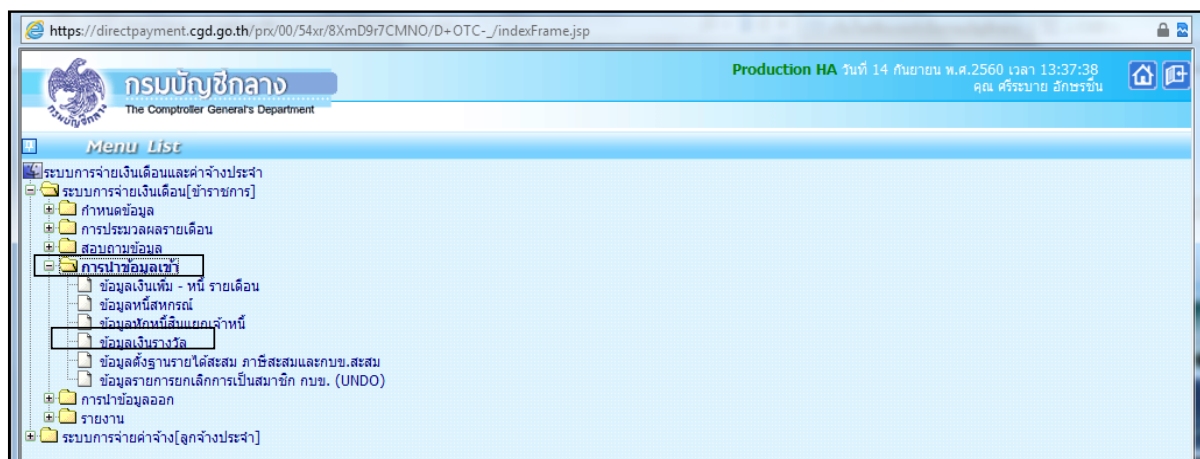 https://directpayment.cgd.go.th/prx/00/54xr/8XmD9r7CMNO/D+OTC-_/indexFrame.jsp
กรมบัญชีกลาง
The Comptroller General's Department
กรมบัญชีกลาง
Production HA วันที่ 14 กันยายน พ.ศ.2560 เวลา 13:37:38
คุณ ศรีระบาย อักษรชื่น
Menu List
ระบบการจ่ายเงินเดือนและค่าจ้างประจำ
ระบบการจ่ายเงินเดือน[ข้าราชการ]
กำหนดข้อมูล
การประมวลผลรายเดือน
สอบถามข้อมูล
การนำข้อมูลเข้า
ข้อมูลเงินเพิ่ม - หนี้ รายเดือน
ข้อมูลหนี้สหกรณ์
ข้อมูลหักหนี้สินแยกเจ้าหนี้
ข้อมูลเงินรางวัล
ข้อมูลตั้งฐานรายได้สะสม ภาษีสะสมและกบข.สะสม
ข้อมูลรายการยกเลิกการเป็นสมาชิก กบข. (UNDO)
การนำข้อมูลออก
รายงาน
ระบบการจ่ายค่าจ้าง[ลูกจ้างประจำ]